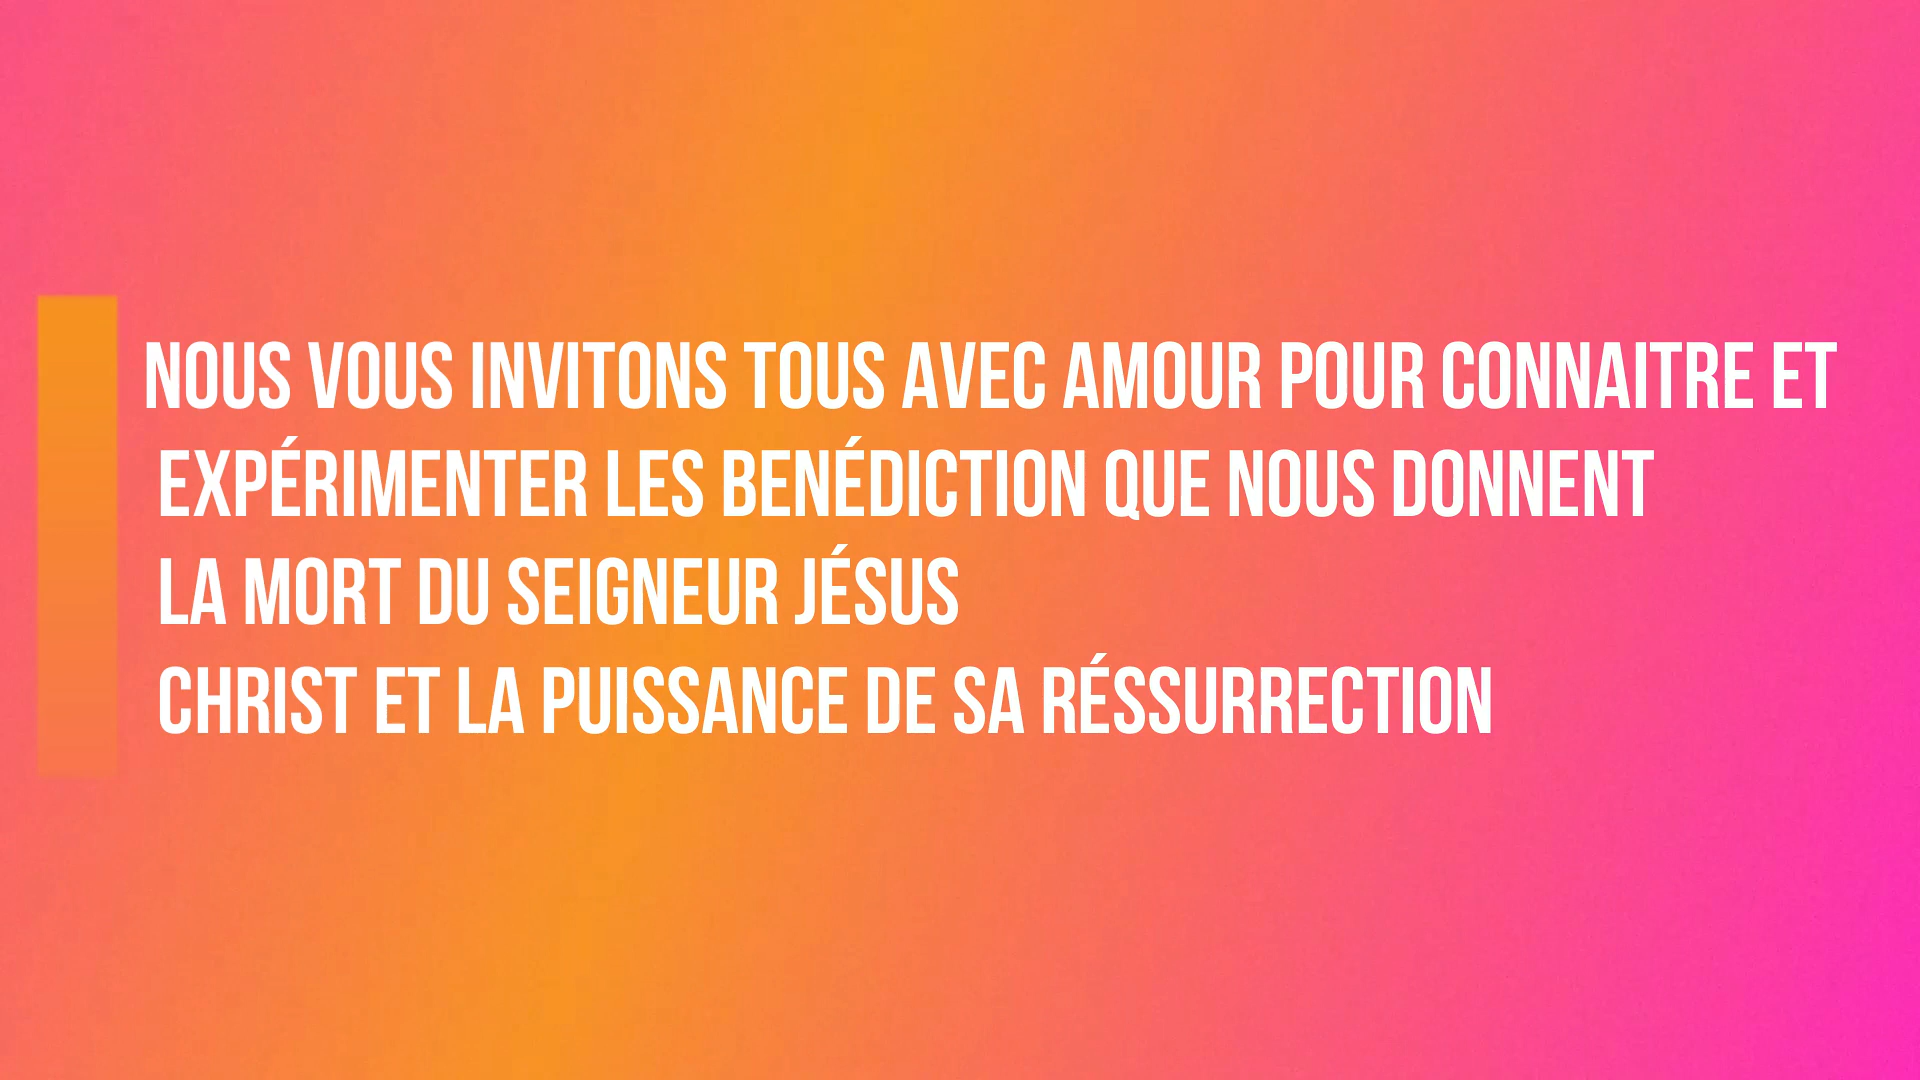 NOUS VOUS INVITONS TOUS AVEC AMOUR POUR CONNAITRE ET
EXPÉRIMENTER LES BENÉDICTION QUE NOUS DONNENT
LA MORT DU SEIGNEUR JÉSUS
CHRIST ET LA PUISSANCE DE SA RÉSSURRECTION